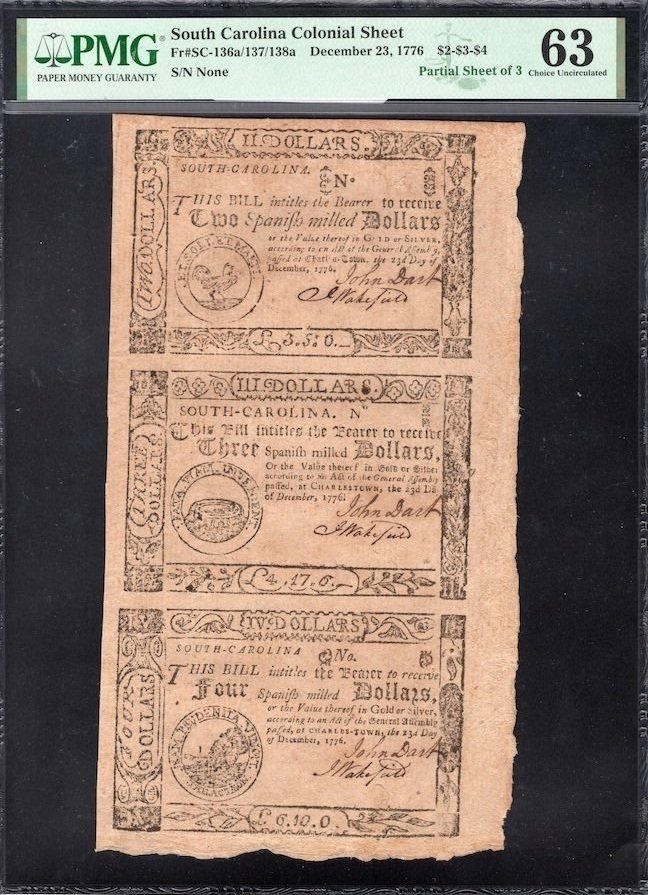 PMG
PAPER MONEY GUARANTY
South Carolina Colonial Sheet
Fr#SC-136a/137/138a December 23, 1776 $2-$3-$4
S/N None
Partial Sheet of 3
63
Choice Uncirculated
II.DOLLARS.
TWO DOLLARS
SOUTH-CAROLINA.
No
THIS BILL intitles the Bearer to receive
Two Spanish milled Dollars
or the Value thereof in GOLD or SILVER,
according to an Act of the General Assembly,
passed at Charles-Town, the 23d Day of
December, 1776.
John Dart
J Wakefield
£3.5.0.
III DOLLARS.
THREE DOLLARS
SOUTH-CAROLINA. No
This Bill intitles the Bearer to receive
Three Spanish milled Dollars,
Or the Value thereof in Gold or Silver
according to an Act of the General Assembly
passed, at CHARLESTOWN, the 23d Da
of December, 1776.
John Dart
J Wakefield
£4.17.6.
IV DOLLARS
FOUR DOLLARS
SOUTH-CAROLINA
No.
THIS BILL intitles the Bearer to receive
Four Spanish milled Dollars,
or the Value thereof in Gold or Silver,
according to an Act of the General Assembly
passed, at CHARLES-TOWN, the 23d Day
of December, 1776.
John Dart
J Wakefield
£6.10.0